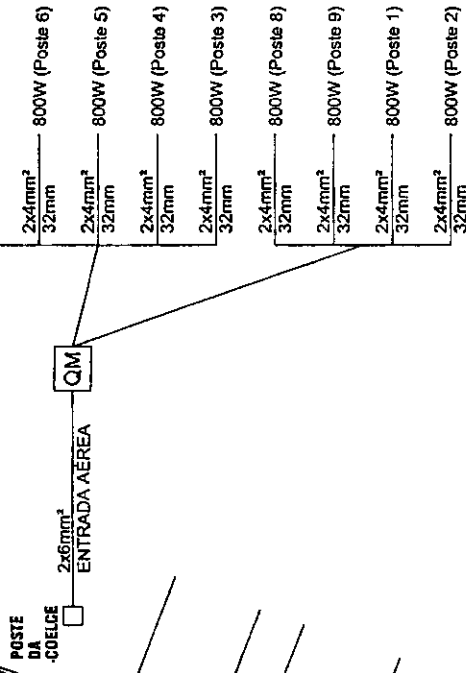 POSTE
DA
COELCE
2x6mm²
ENTRADA AÉREA
QM
2x4mm²
32mm
800W (Poste 6)
2x4mm²
32mm
800W (Poste 5)
2x4mm²
32mm
800W (Poste 4)
2x4mm²
32mm
800W (Poste 3)
2x4mm²
32mm
800W (Poste 8)
2x4mm²
32mm
800W (Poste 9)
2x4mm²
32mm
800W (Poste 1)
2x4mm²
32mm
800W (Poste 2)